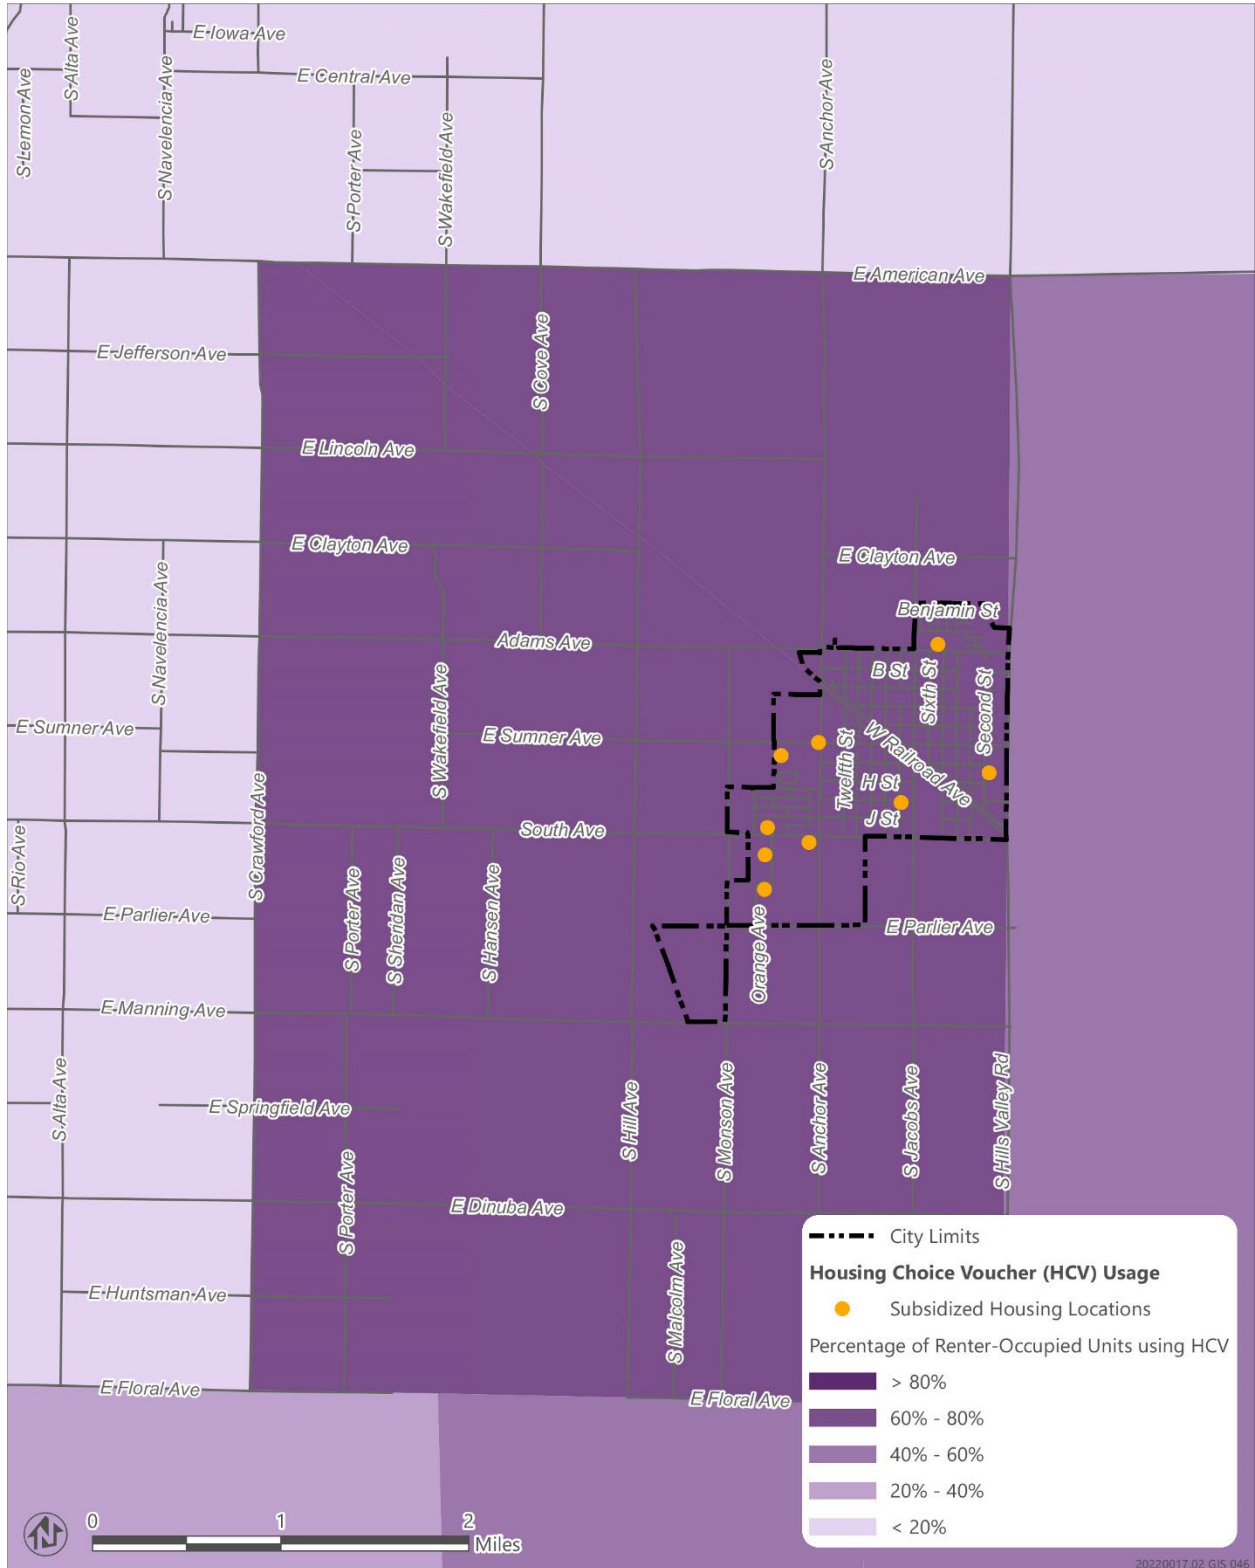 E Iowa Ave
E Central Ave
S Lemon Ave
S Alta Ave
S Navelencia Ave
S Porter Ave
S Wakefield Ave
S Anchor Ave
E American Ave
E Jefferson Ave
S Cove Ave
E Lincoln Ave
E Clayton Ave
E Clayton Ave
S Navelencia Ave
Benjamin St
Adams Ave
B St
Sixth St
Second St
S Wakefield Ave
E Sumner Ave
E Sumner Ave
W Railroad Ave
Twelfth St
H St
J St
S Crawford Ave
South Ave
S Rio Ave
E Parlier Ave
S Porter Ave
S Sheridan Ave
S Hansen Ave
E Parlier Ave
Orange Ave
E Manning Ave
S Alta Ave
E Springfield Ave
S Hill Ave
S Monson Ave
S Anchor Ave
S Jacobs Ave
S Hills Valley Rd
S Porter Ave
E Dinuba Ave
S Malcolm Ave
E Huntsman Ave
E Floral Ave
E Floral Ave
City Limits
Housing Choice Voucher (HCV) Usage
Subsidized Housing Locations
Percentage of Renter-Occupied Units using HCV
> 80%
60% - 80%
40% - 60%
20% - 40%
< 20%
0 1 2
Miles
20220017.02 GIS 046